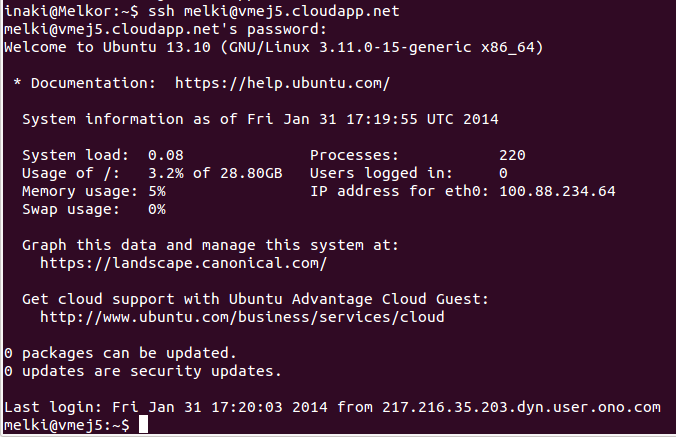 inaki@Melkor:~$ ssh melki@vmej5.cloudapp.net
melki@vmej5.cloudapp.net's password:
Welcome to Ubuntu 13.10 (GNU/Linux 3.11.0-15-generic x86_64)

 * Documentation:  https://help.ubuntu.com/

  System information as of Fri Jan 31 17:19:55 UTC 2014

  System load:  0.08              Processes:           220
  Usage of /:   3.2% of 28.80GB   Users logged in:     0
  Memory usage: 5%                IP address for eth0: 100.88.234.64
  Swap usage:   0%

  Graph this data and manage this system at:
    https://landscape.canonical.com/

  Get cloud support with Ubuntu Advantage Cloud Guest:
    http://www.ubuntu.com/business/services/cloud

0 packages can be updated.
0 updates are security updates.

Last login: Fri Jan 31 17:20:03 2014 from 217.216.35.203.dyn.user.ono.com
melki@vmej5:~$